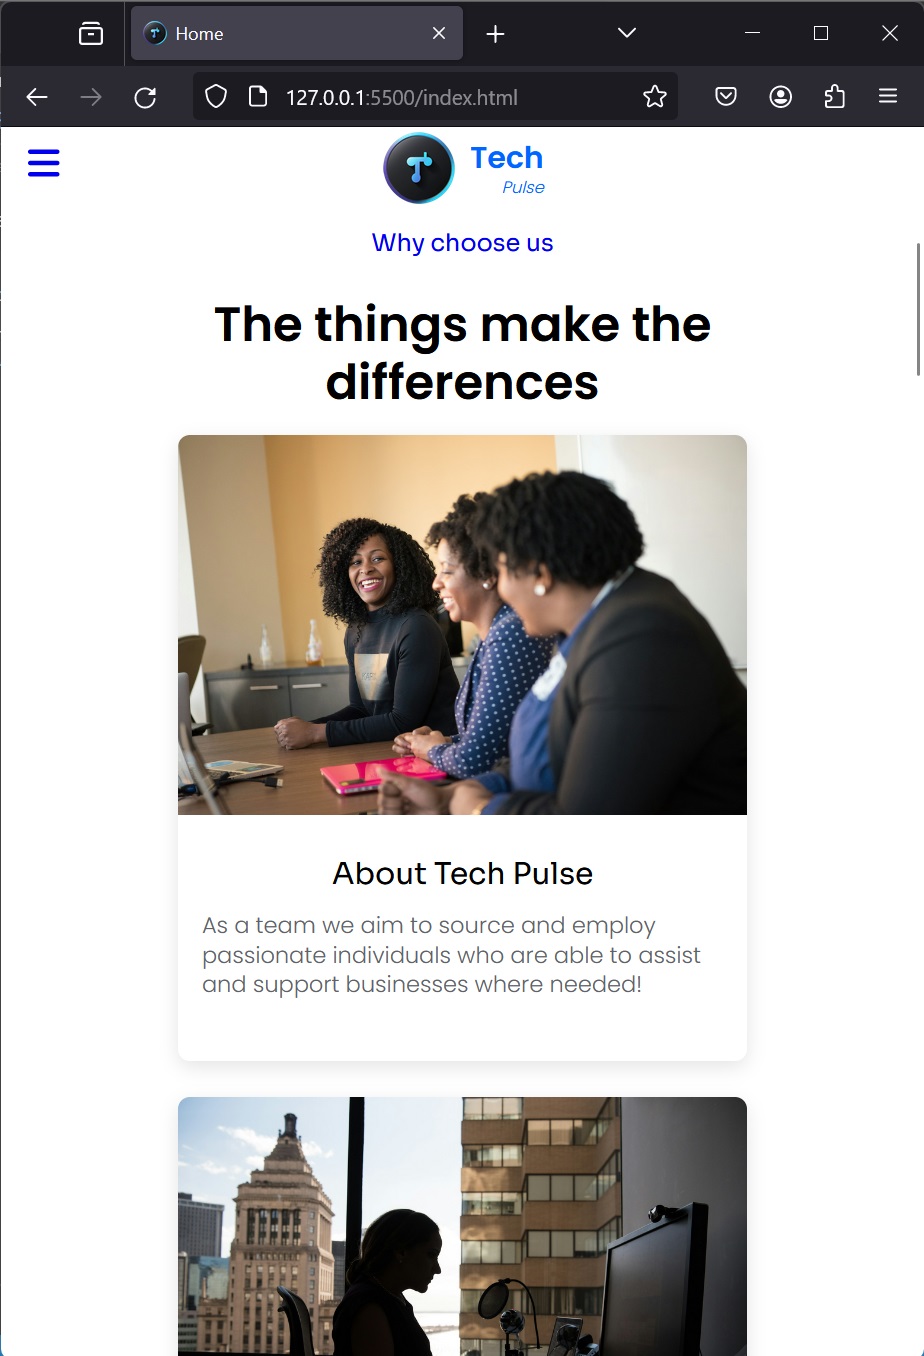 Home
127.0.0.1:5500/index.html
Tech
Pulse
Why choose us
The things make the
differences
About Tech Pulse
As a team we aim to source and employ
passionate individuals who are able to assist
and support businesses where needed!